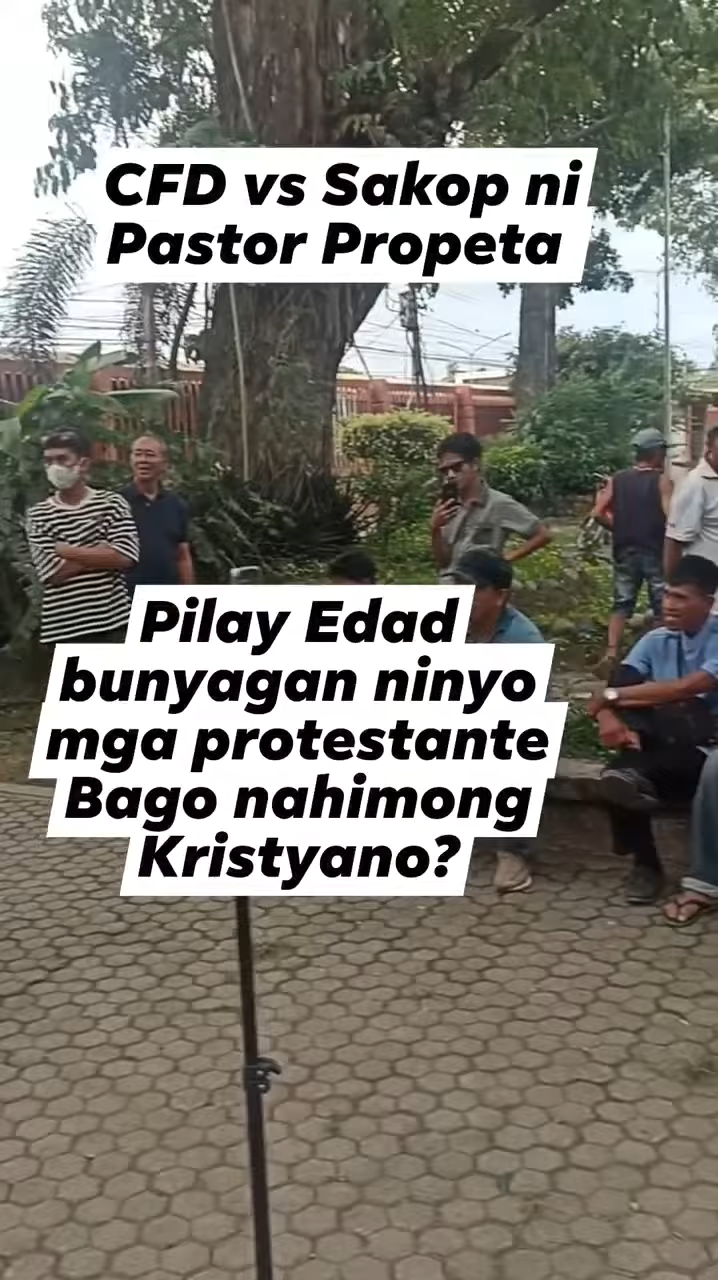 CFD vs Sakop ni
Pastor Propeta
Pilay Edad
bunyagan ninyo
mga protestante
Bago nahimong
Kristyano?